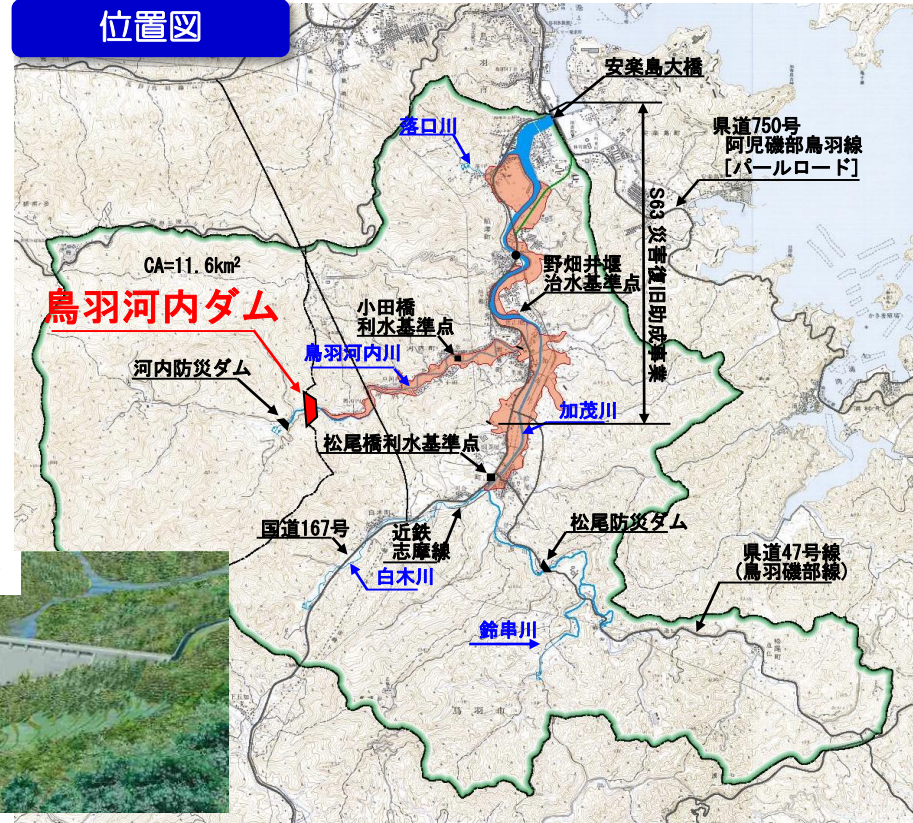 位置図
安楽島大橋
落口川
県道750号
阿児磯部鳥羽線
[パールロード]
S63 災害復旧助成事業
CA=11.6km²
野畑井堰
治水基準点
鳥羽河内ダム
小田橋
利水基準点
鳥羽河内川
河内防災ダム
加茂川
松尾橋利水基準点
国道167号
近鉄
志摩線
松尾防災ダム
白木川
県道47号線
(鳥羽磯部線)
鈴串川
鳥羽市